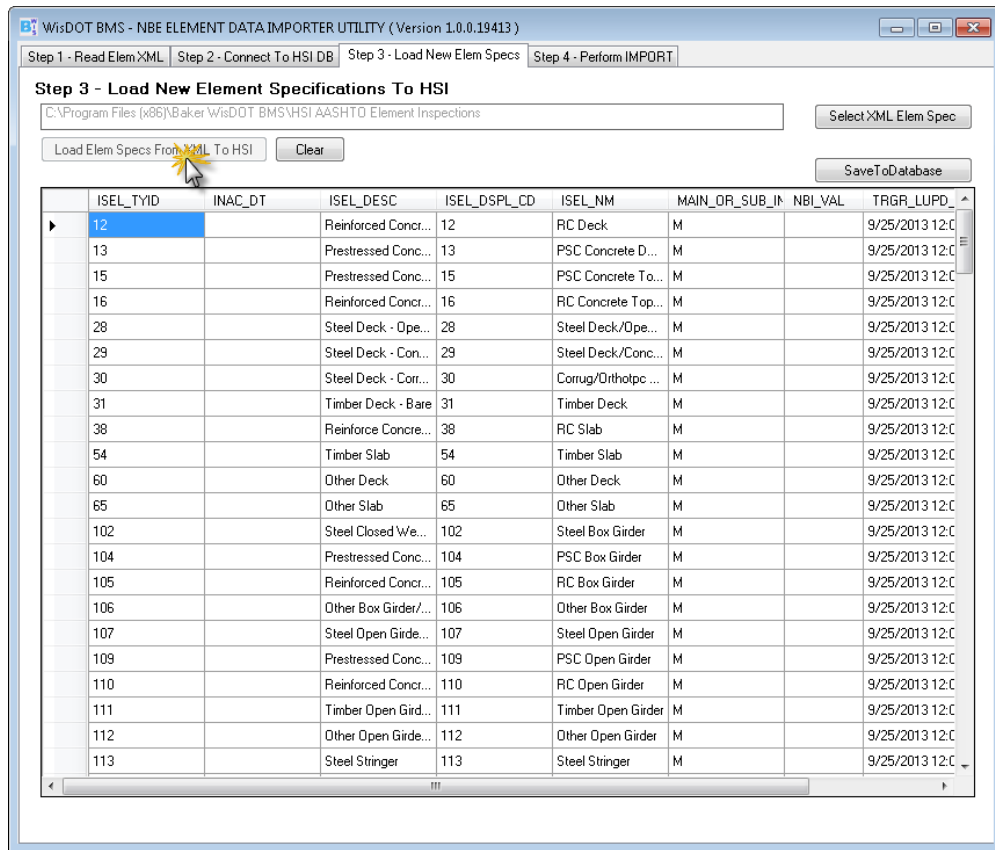 WisDOT BMS - NBE ELEMENT DATA IMPORTER UTILITY ( Version 1.0.0.19413 )
Step 1 - Read Elem XML Step 2 - Connect To HSI DB Step 3 - Load New Elem Specs Step 4 - Perform IMPORT
Step 3 - Load New Element Specifications To HSI
C:\Program Files (x86)\Baker WisDOT BMS\HSI AASHTO Element Inspections Select XML Elem Spec
Load Elem Specs From XML To HSI Clear
SaveToDatabase
ISEL_TYID INAC_DT ISEL_DESC ISEL_DSPL_CD ISEL_NM MAIN_OR_SUB_IN NBI_VAL TRGR_LUPD_
12 Reinforced Concr... 12 RC Deck M 9/25/2013 12:0
13 Prestressed Conc... 13 PSC Concrete D... M 9/25/2013 12:0
15 Prestressed Conc... 15 PSC Concrete To... M 9/25/2013 12:0
16 Reinforced Concr... 16 RC Concrete Top... M 9/25/2013 12:0
28 Steel Deck - Ope... 28 Steel Deck/Ope... M 9/25/2013 12:0
29 Steel Deck - Con... 29 Steel Deck/Conc... M 9/25/2013 12:0
30 Steel Deck - Corr... 30 Corrug/Orthotpc ... M 9/25/2013 12:0
31 Timber Deck - Bare 31 Timber Deck M 9/25/2013 12:0
38 Reinforce Concre... 38 RC Slab M 9/25/2013 12:0
54 Timber Slab 54 Timber Slab M 9/25/2013 12:0
60 Other Deck 60 Other Deck M 9/25/2013 12:0
65 Other Slab 65 Other Slab M 9/25/2013 12:0
102 Steel Closed We... 102 Steel Box Girder M 9/25/2013 12:0
104 Prestressed Conc... 104 PSC Box Girder M 9/25/2013 12:0
105 Reinforced Concr... 105 RC Box Girder M 9/25/2013 12:0
106 Other Box Girder/... 106 Other Box Girder M 9/25/2013 12:0
107 Steel Open Girde... 107 Steel Open Girder M 9/25/2013 12:0
109 Prestressed Conc... 109 PSC Open Girder M 9/25/2013 12:0
110 Reinforced Concr... 110 RC Open Girder M 9/25/2013 12:0
111 Timber Open Gird... 111 Timber Open Girder M 9/25/2013 12:0
112 Other Open Girde... 112 Other Open Girder M 9/25/2013 12:0
113 Steel Stringer 113 Steel Stringer M 9/25/2013 12:0